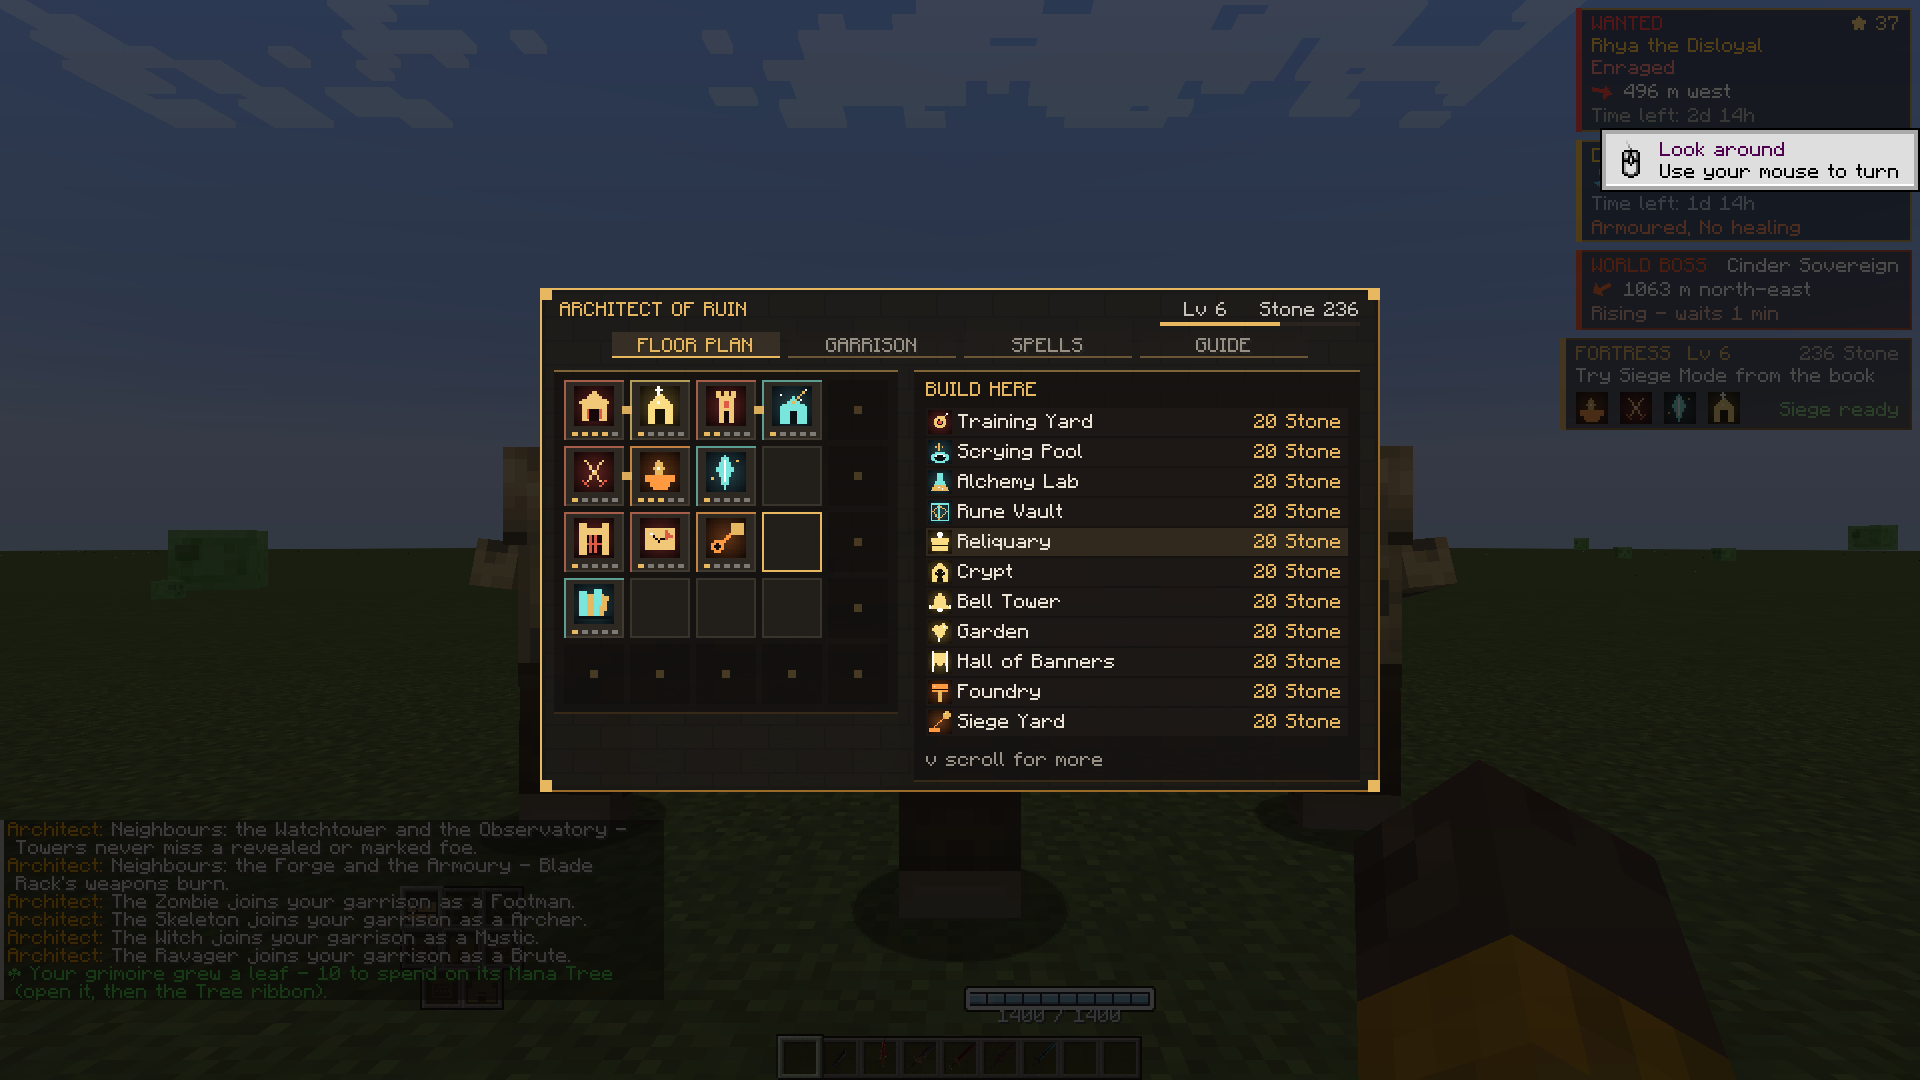 WANTED ★ 37
Rhya the Disloyal
Enraged
496 m west
Time left: 2d 14h
Look around
Use your mouse to turn
Time left: 1d 14h
Armoured, No healing
WORLD BOSS Cinder Sovereign
1063 m north-east
Rising - waits 1 min
FORTRESS Lv 6 236 Stone
Try Siege Mode from the book
Siege ready
ARCHITECT OF RUIN Lv 6 Stone 236
FLOOR PLAN GARRISON SPELLS GUIDE
BUILD HERE
Training Yard 20 Stone
Scrying Pool 20 Stone
Alchemy Lab 20 Stone
Rune Vault 20 Stone
Reliquary 20 Stone
Crypt 20 Stone
Bell Tower 20 Stone
Garden 20 Stone
Hall of Banners 20 Stone
Foundry 20 Stone
Siege Yard 20 Stone
v scroll for more
Architect: Neighbours: the Watchtower and the Observatory -
Towers never miss a revealed or marked foe.
Architect: Neighbours: the Forge and the Armoury - Blade
Rack's weapons burn.
Architect: The Zombie joins your garrison as a Footman.
Architect: The Skeleton joins your garrison as a Archer.
Architect: The Witch joins your garrison as a Mystic.
Architect: The Ravager joins your garrison as a Brute.
Your grimoire grew a leaf - 10 to spend on its Mana Tree
(open it, then the Tree ribbon).
1400 / 1400